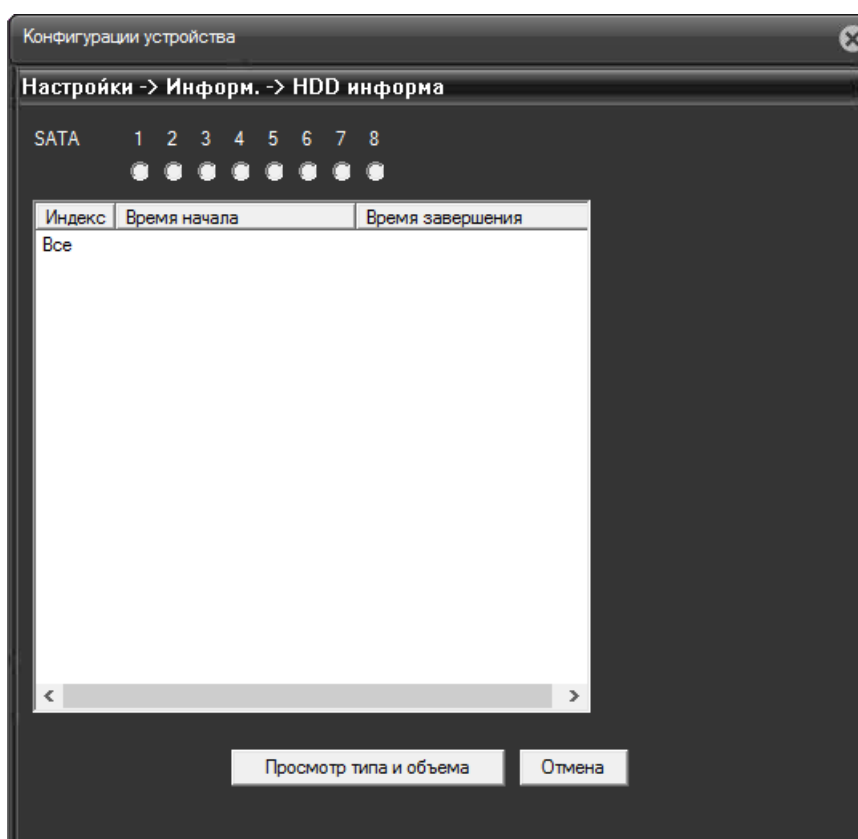 Конфигурации устройства
Настройки -> Информ. -> HDD информа
SATA 1 2 3 4 5 6 7 8
Индекс Время начала Время завершения
Все
Просмотр типа и объема Отмена